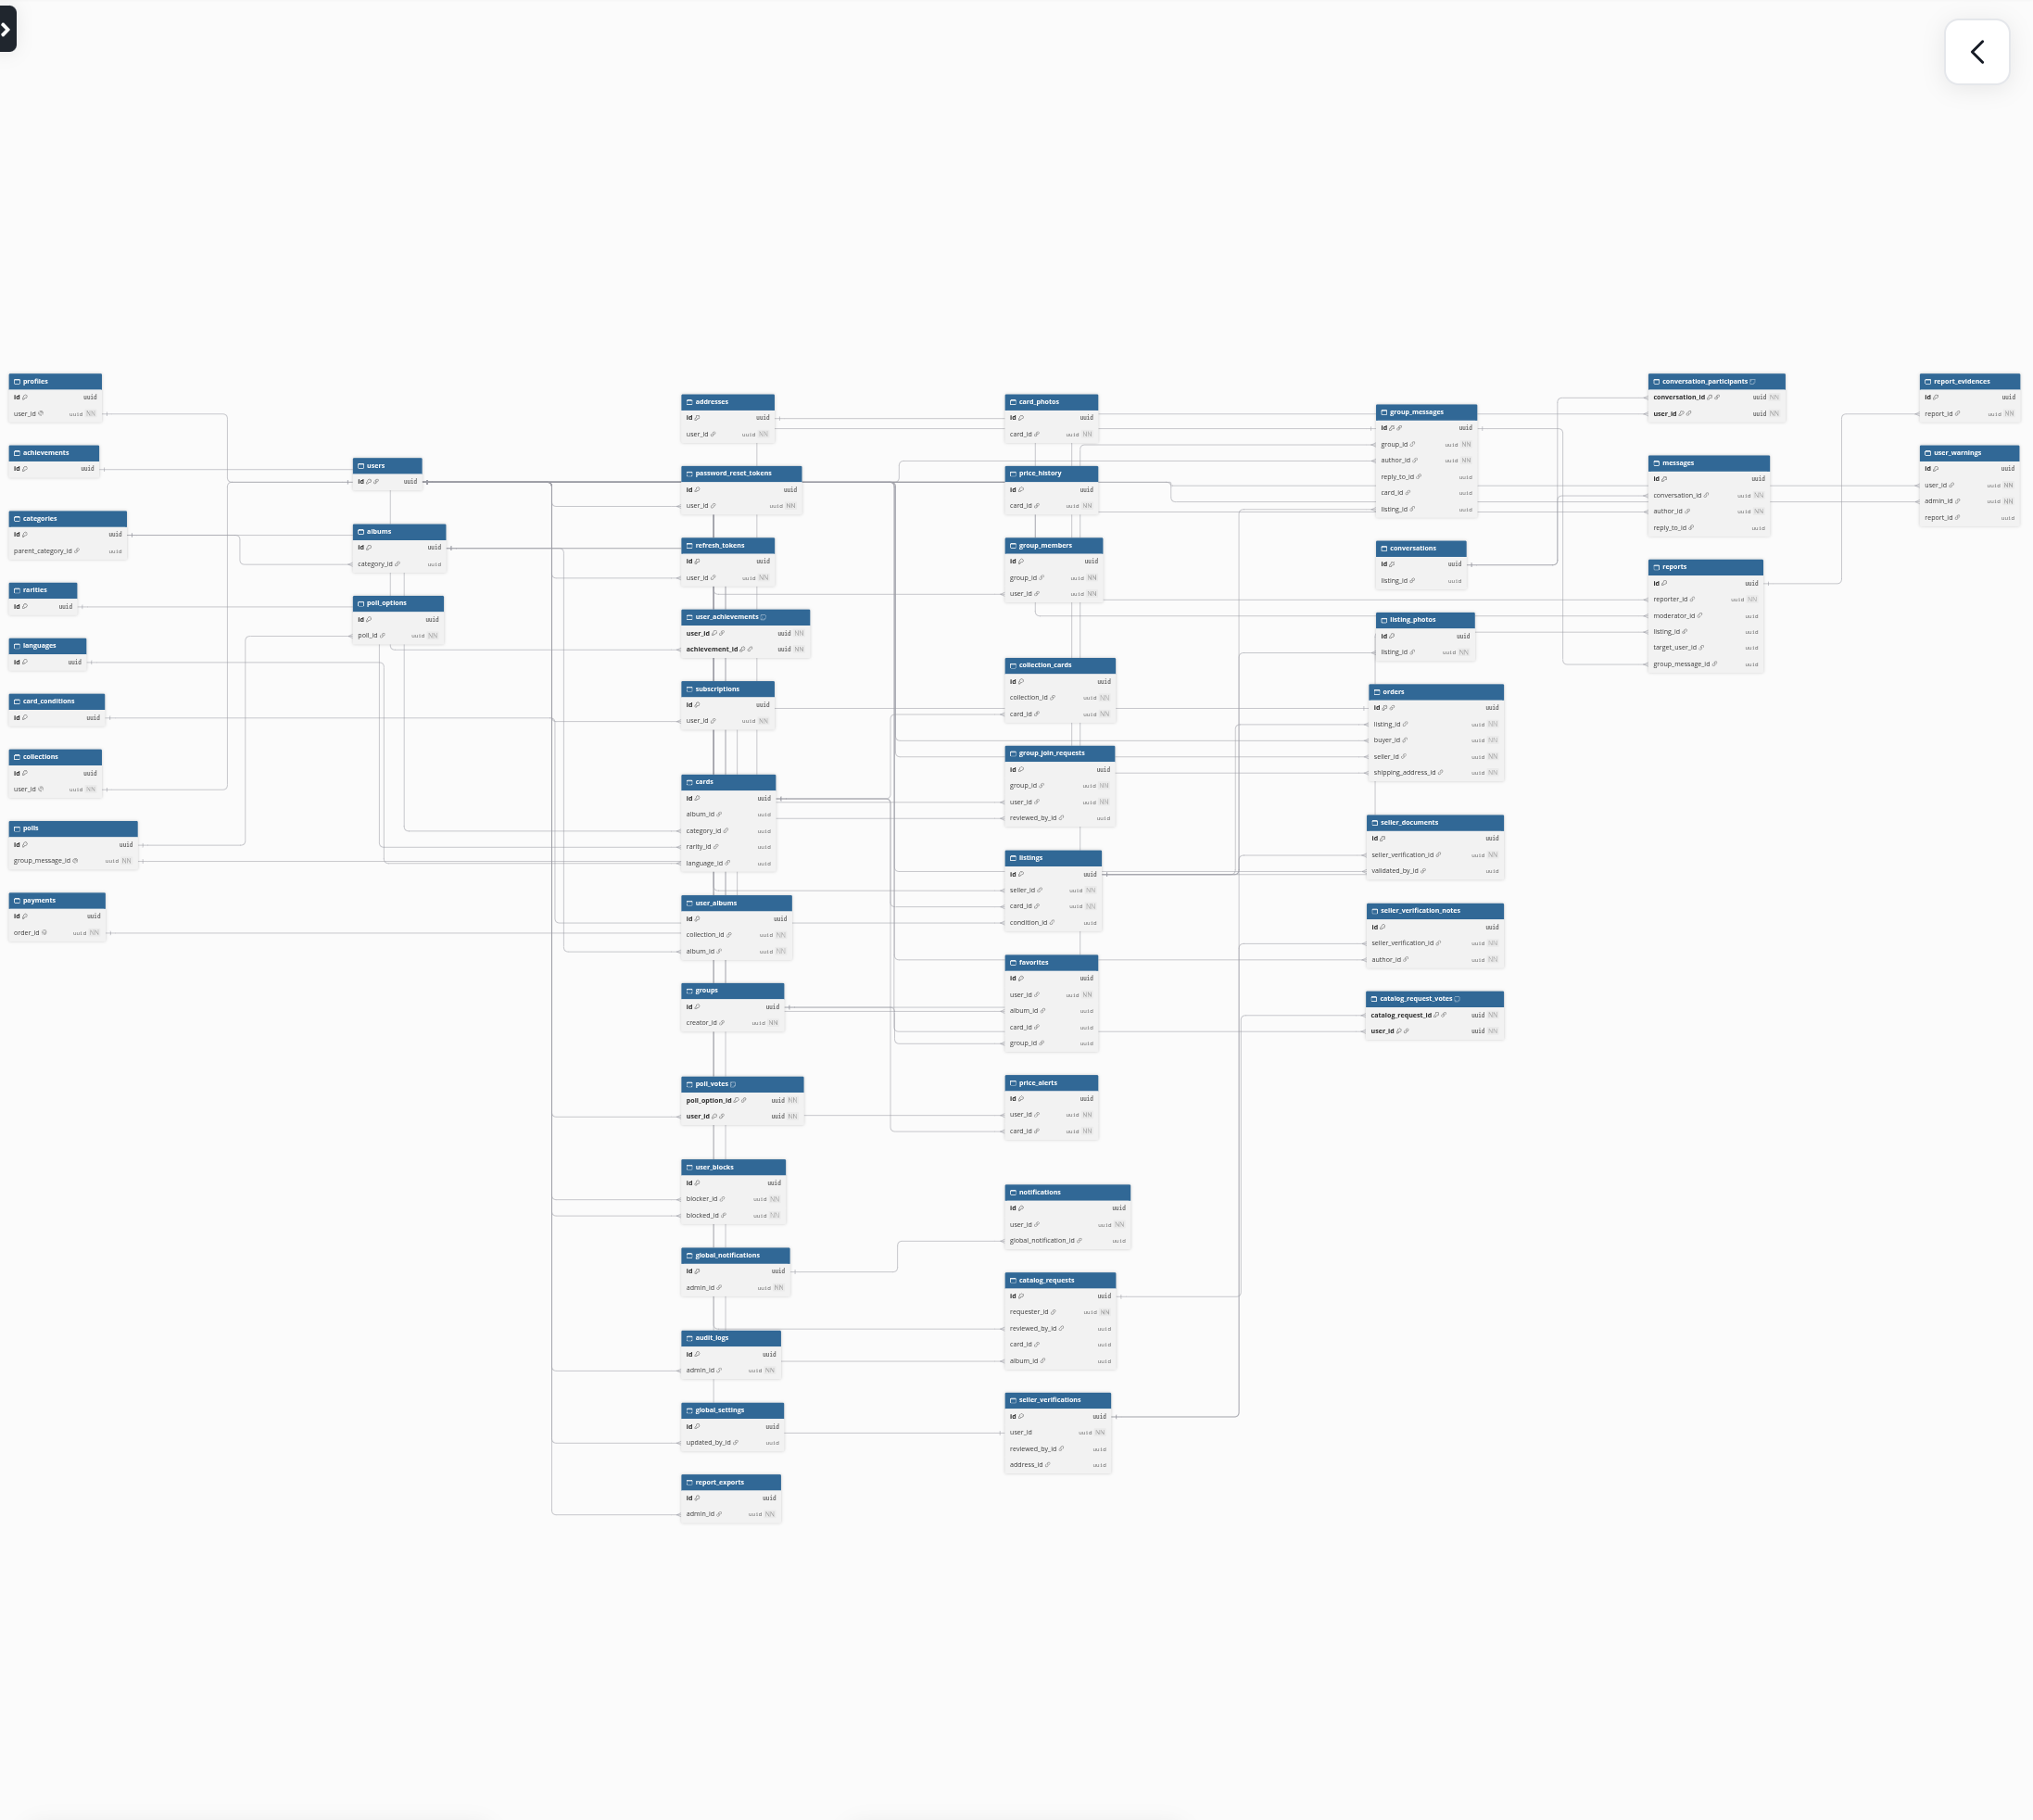 profiles
id uuid
user_id uuid NN
achievements
id uuid
categories
id uuid
parent_category_id uuid
rarities
id uuid
languages
id uuid
card_conditions
id uuid
collections
id uuid
user_id uuid NN
polls
id uuid
group_message_id uuid NN
payments
id uuid
order_id uuid NN
users
id uuid
albums
id uuid
category_id uuid
poll_options
id uuid
poll_id uuid NN
addresses
id uuid
user_id uuid NN
password_reset_tokens
id uuid
user_id uuid NN
refresh_tokens
id uuid
user_id uuid NN
user_achievements
user_id uuid NN
achievement_id uuid NN
subscriptions
id uuid
user_id uuid NN
cards
id uuid
album_id uuid
category_id uuid
rarity_id uuid
language_id uuid
user_albums
id uuid
collection_id uuid NN
album_id uuid NN
groups
id uuid
creator_id uuid NN
poll_votes
poll_option_id uuid NN
user_id uuid NN
user_blocks
id uuid
blocker_id uuid NN
blocked_id uuid NN
global_notifications
id uuid
admin_id uuid NN
audit_logs
id uuid
admin_id uuid NN
global_settings
id uuid
updated_by_id uuid
report_exports
id uuid
admin_id uuid NN
card_photos
id uuid
card_id uuid NN
price_history
id uuid
card_id uuid NN
group_members
id uuid
group_id uuid NN
user_id uuid NN
collection_cards
id uuid
collection_id uuid NN
card_id uuid NN
group_join_requests
id uuid
group_id uuid NN
user_id uuid NN
reviewed_by_id uuid
listings
id uuid
seller_id uuid NN
card_id uuid NN
condition_id uuid
favorites
id uuid
user_id uuid NN
album_id uuid
card_id uuid
group_id uuid
price_alerts
id uuid
user_id uuid NN
card_id uuid NN
notifications
id uuid
user_id uuid NN
global_notification_id uuid
catalog_requests
id uuid
requester_id uuid NN
reviewed_by_id uuid
card_id uuid
album_id uuid
seller_verifications
id uuid
user_id uuid NN
reviewed_by_id uuid
address_id uuid
group_messages
id uuid
group_id uuid NN
author_id uuid NN
reply_to_id uuid
card_id uuid
listing_id uuid
conversations
id uuid
listing_id uuid
listing_photos
id uuid
listing_id uuid NN
orders
id uuid
listing_id uuid NN
buyer_id uuid NN
seller_id uuid NN
shipping_address_id uuid NN
seller_documents
id uuid
seller_verification_id uuid NN
validated_by_id uuid
seller_verification_notes
id uuid
seller_verification_id uuid NN
author_id uuid NN
catalog_request_votes
catalog_request_id uuid NN
user_id uuid NN
conversation_participants
conversation_id uuid NN
user_id uuid NN
messages
id uuid
conversation_id uuid NN
author_id uuid NN
reply_to_id uuid
reports
id uuid
reporter_id uuid NN
moderator_id uuid
listing_id uuid
target_user_id uuid
group_message_id uuid
report_evidences
id uuid
report_id uuid NN
user_warnings
id uuid
user_id uuid NN
admin_id uuid NN
report_id uuid